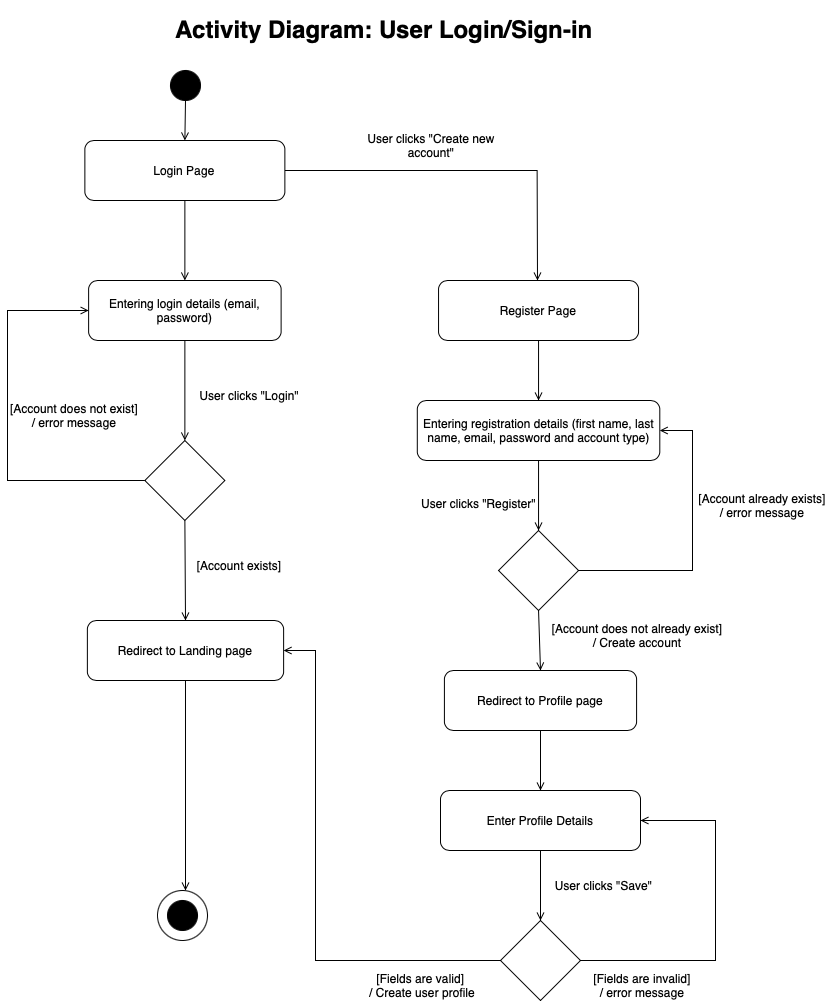 Activity Diagram: User Login/Sign-in
User clicks "Create new
account"
Login Page
Entering login details (email,
password)
Register Page
User clicks "Login"
[Account does not exist]
/ error message
Entering registration details (first name, last
name, email, password and account type)
User clicks "Register"
[Account already exists]
/ error message
[Account exists]
[Account does not already exist]
/ Create account
Redirect to Landing page
Redirect to Profile page
Enter Profile Details
User clicks "Save"
[Fields are valid]
/ Create user profile
[Fields are invalid]
/ error message